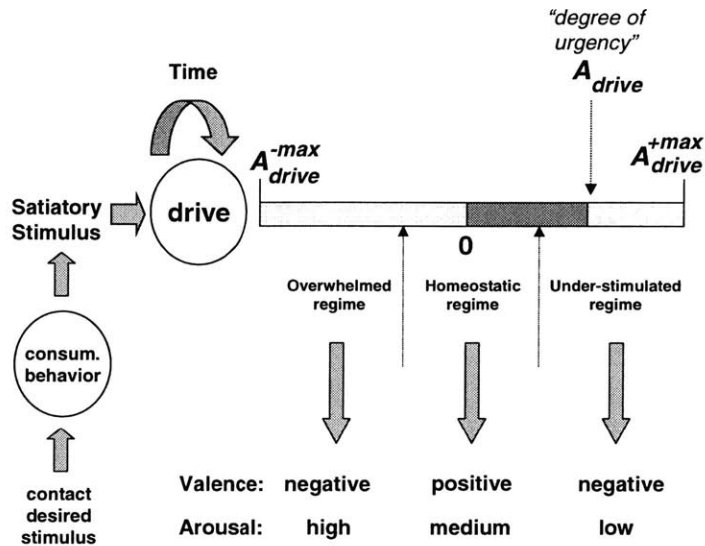 "degree of
urgency"
A drive
Time
A -max drive
A +max drive
Satiatory
Stimulus
drive
0
Overwhelmed
regime
Homeostatic
regime
Under-stimulated
regime
consum.
behavior
contact
desired
stimulus
Valence: negative positive negative
Arousal: high medium low